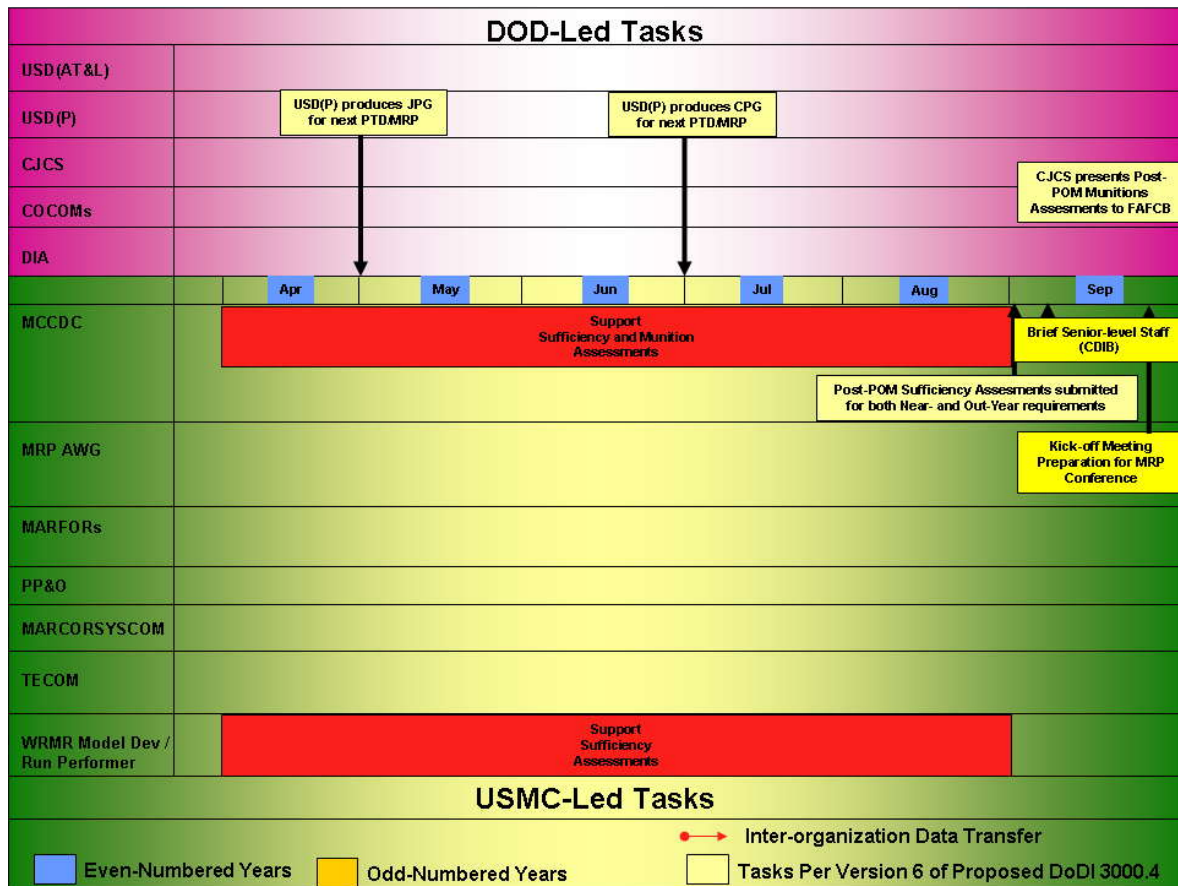 DOD-Led Tasks
USD(AT&L)
USD(P)
USD(P) produces JPG
for next PTD/MRP
USD(P) produces CPG
for next PTD/MRP
CJCS
CJCS presents Post-
POM Munitions
Assesments to FAFCB
COCOMs
DIA
Apr
May
Jun
Jul
Aug
Sep
MCCDC
Support
Sufficiency and Munition
Assessments
Brief Senior-level Staff
(CDIB)
Post-POM Sufficiency Assesments submitted
for both Near- and Out-Year requirements
MRP AWG
Kick-off Meeting
Preparation for MRP
Conference
MARFORs
PP&O
MARCORSYSCOM
TECOM
WRMR Model Dev /
Run Performer
Support
Sufficiency
Assessments
USMC-Led Tasks
Inter-organization Data Transfer
Even-Numbered Years
Odd-Numbered Years
Tasks Per Version 6 of Proposed DoDI 3000.4